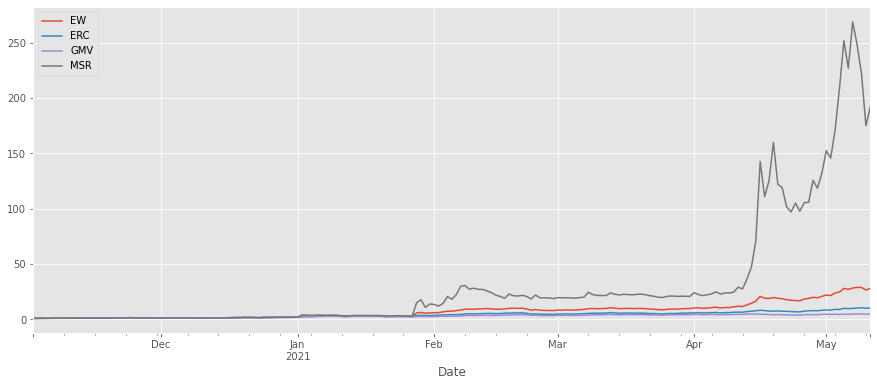 EW
ERC
GMV
MSR
250
200
150
100
50
0
Dec
Jan
2021
Feb
Mar
Apr
May
Date